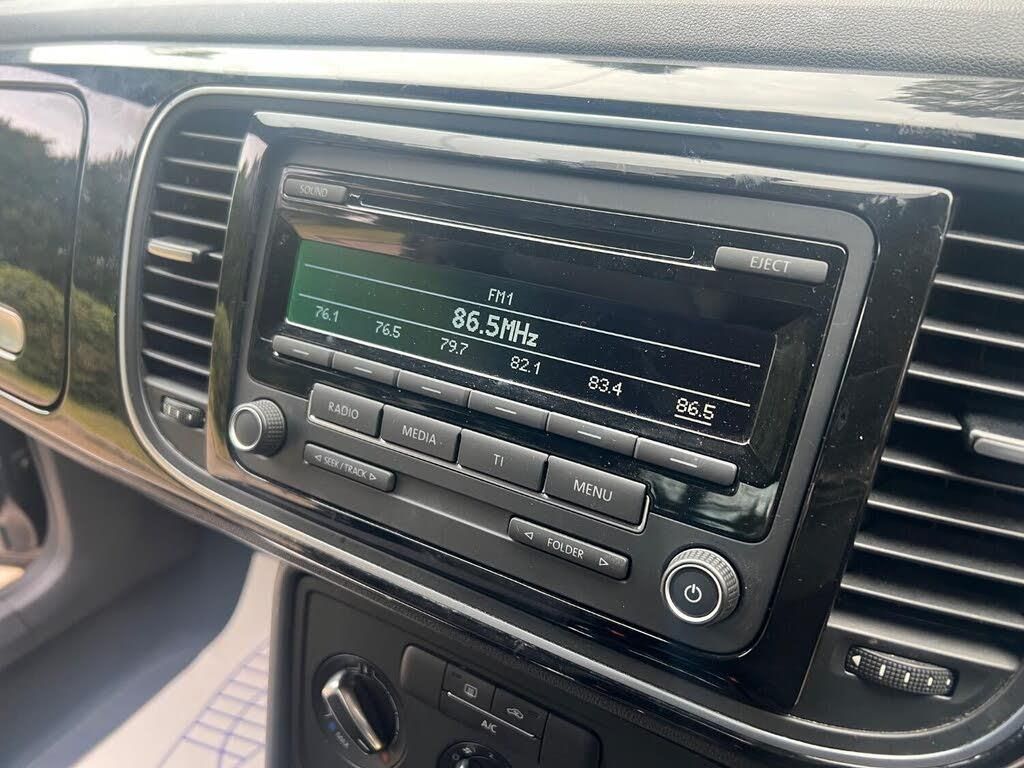 SOUND
EJECT
FM1
86.5MHz
76.1 76.5 79.7 82.1 83.4 86.5
RADIO MEDIA TI MENU
SEEK/TRACK
FOLDER
A/C
MAX